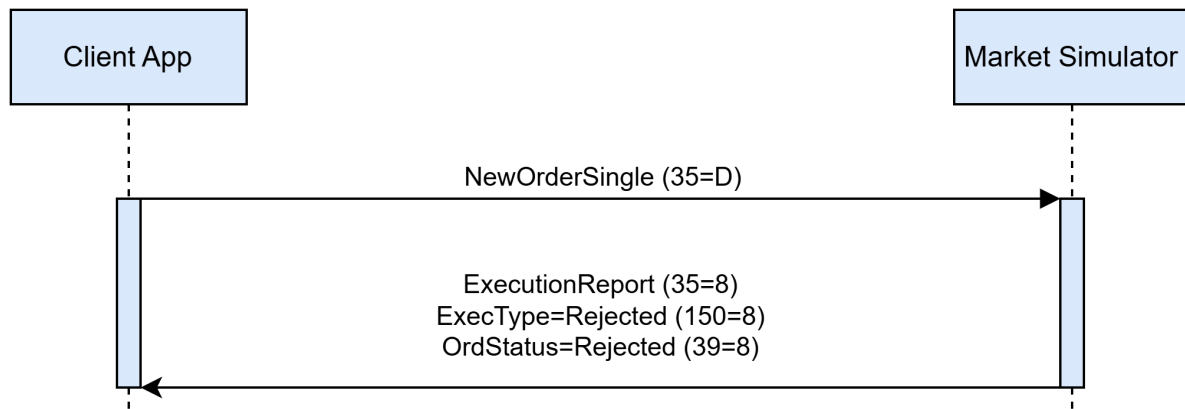 Client App
Market Simulator
NewOrderSingle (35=D)
ExecutionReport (35=8)
ExecType=Rejected (150=8)
OrdStatus=Rejected (39=8)